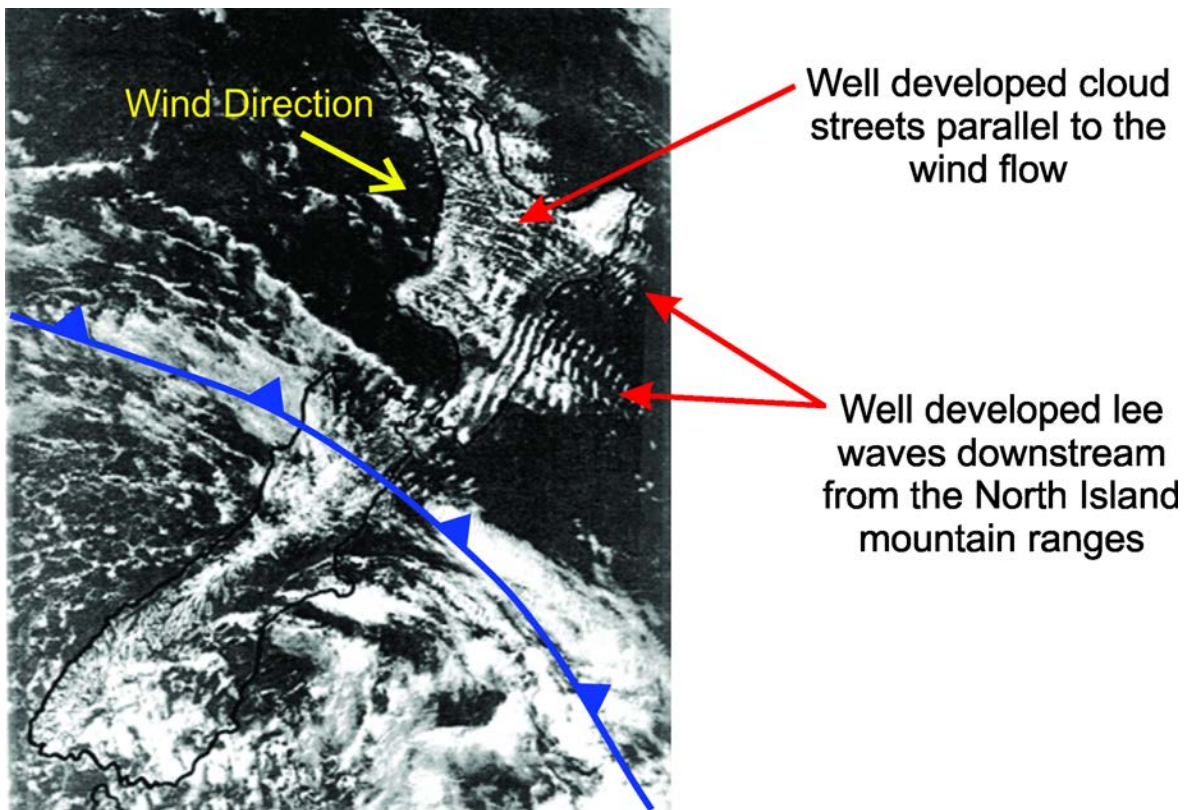 Wind Direction
Well developed cloud
streets parallel to the
wind flow
Well developed lee
waves downstream
from the North Island
mountain ranges